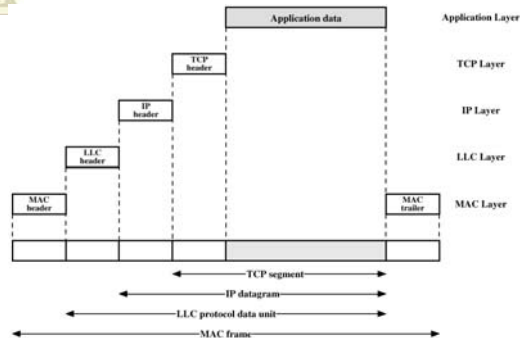 Application data
Application Layer
TCP
header
TCP Layer
IP
header
IP Layer
LLC
header
LLC Layer
MAC
header
MAC
trailer
MAC Layer
TCP segment
IP datagram
LLC protocol data unit
MAC frame